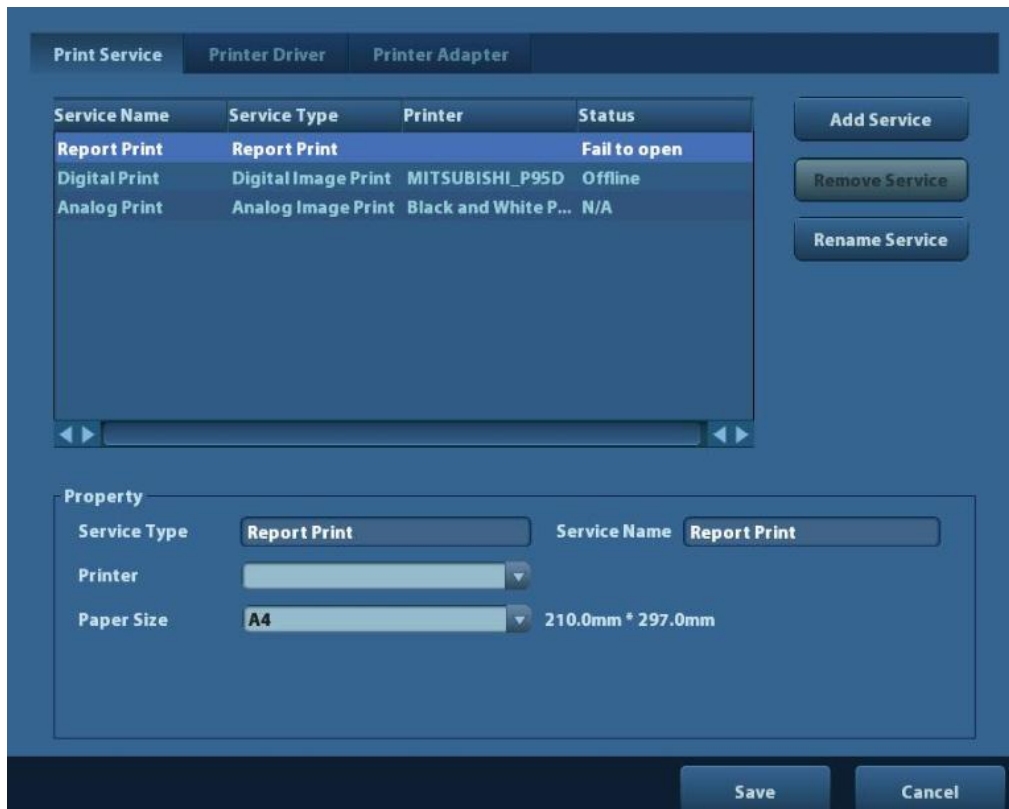 Print Service Printer Driver Printer Adapter
Service Name Service Type Printer Status
Report Print Report Print Fail to open
Digital Print Digital Image Print MITSUBISHI_P95D Offline
Analog Print Analog Image Print Black and White P... N/A
Add Service
Remove Service
Rename Service
Property
Service Type Report Print Service Name Report Print
Printer
Paper Size A4 210.0mm * 297.0mm
Save Cancel